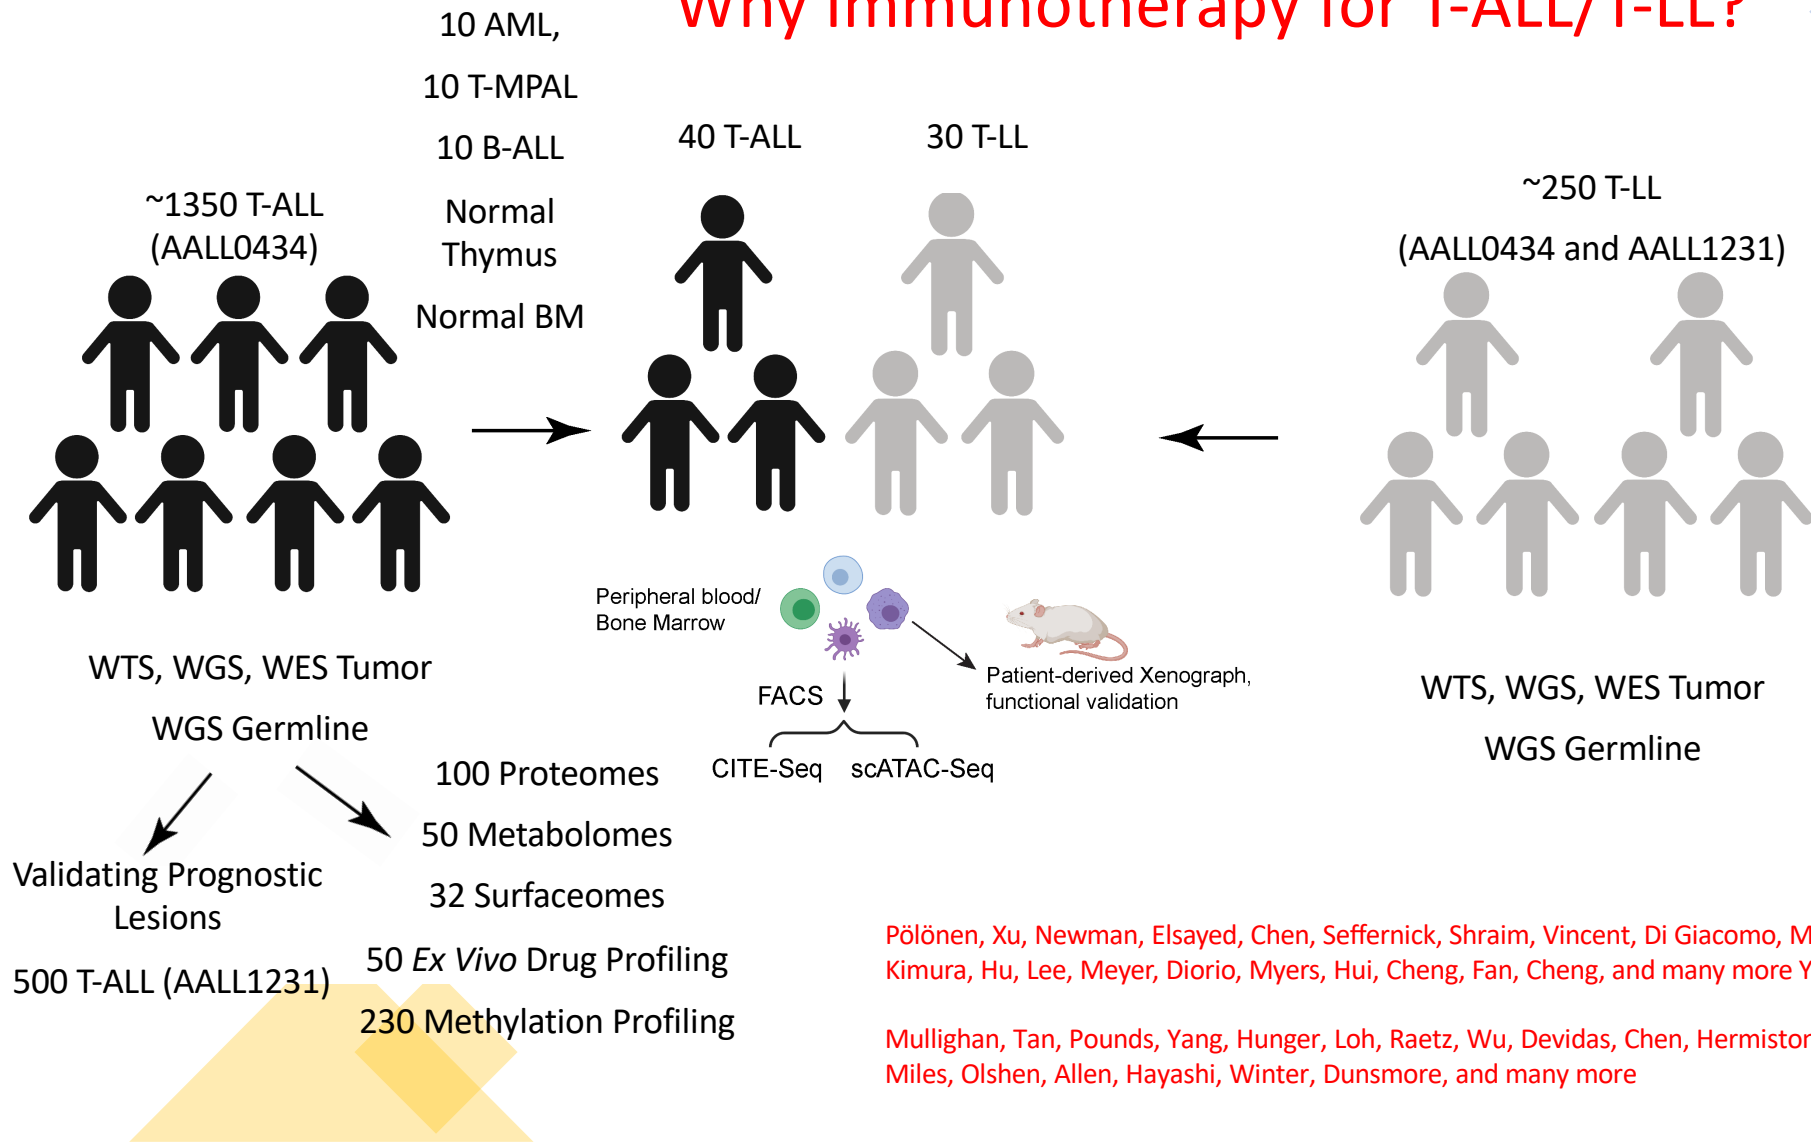 Why Immunotherapy for T-ALL/T-LL?
10 AML,
10 T-MPAL
10 B-ALL
Normal
Thymus
Normal BM
40 T-ALL
30 T-LL
~1350 T-ALL
(AALL0434)
~250 T-LL
(AALL0434 and AALL1231)
Peripheral blood/
Bone Marrow
Patient-derived Xenograph,
functional validation
FACS
CITE-Seq
scATAC-Seq
WTS, WGS, WES Tumor
WGS Germline
WTS, WGS, WES Tumor
WGS Germline
100 Proteomes
50 Metabolomes
32 Surfaceomes
50 Ex Vivo Drug Profiling
230 Methylation Profiling
Validating Prognostic
Lesions
500 T-ALL (AALL1231)
Pölönen, Xu, Newman, Elsayed, Chen, Seffernick, Shraim, Vincent, Di Giacomo,
Kimura, Hu, Lee, Meyer, Diorio, Myers, Hui, Cheng, Fan, Cheng, and many more
Mullighan, Tan, Pounds, Yang, Hunger, Loh, Raetz, Wu, Devidas, Chen, Hermiston
Miles, Olshen, Allen, Hayashi, Winter, Dunsmore, and many more